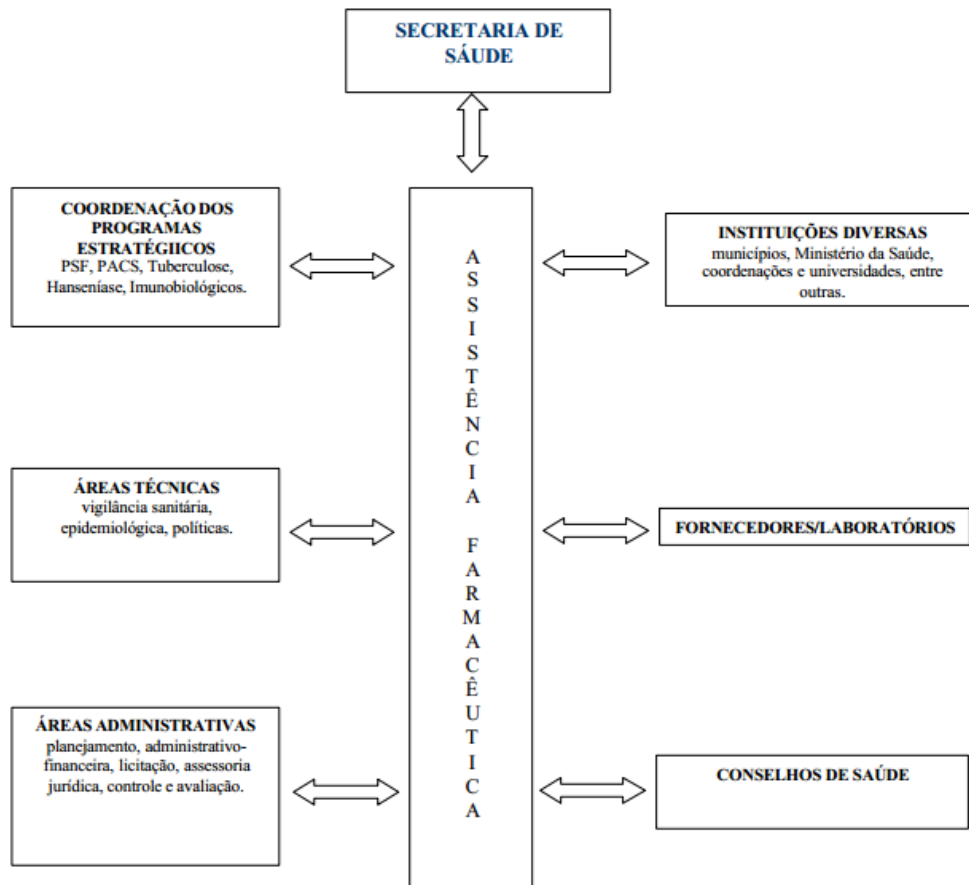 SECRETARIA DE
SÁUDE
COORDENAÇÃO DOS
PROGRAMAS
ESTRATÉGIICOS
PSF, PACS, Tuberculose,
Hanseníase, Imunobiológicos.
INSTITUIÇÕES DIVERSAS
municípios, Ministério da Saúde,
coordenações e universidades, entre
outras.
ASSISTÊNCIA FARMACÊUTICA
ÁREAS TÉCNICAS
vigilância sanitária,
epidemiológica, políticas.
FORNECEDORES/LABORATÓRIOS
ÁREAS ADMINISTRATIVAS
planejamento, administrativo-
financeira, licitação, assessoria
jurídica, controle e avaliação.
CONSELHOS DE SAÚDE